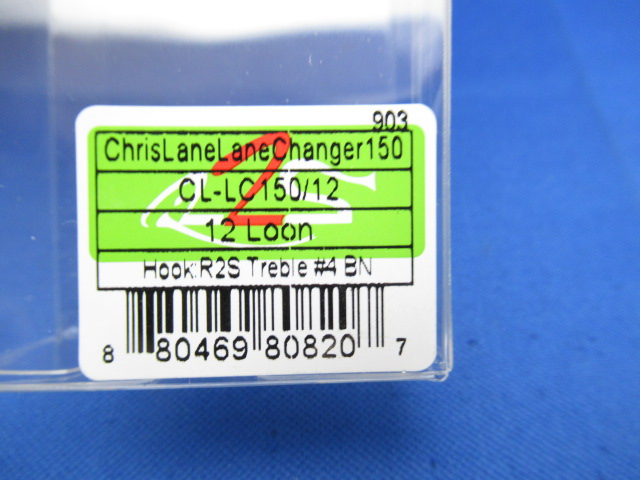 903
ChrisLaneLaneChanger150
CL-LC150/12
12 Loon
Hook:R2S Treble #4 BN
8 80469 80820 7